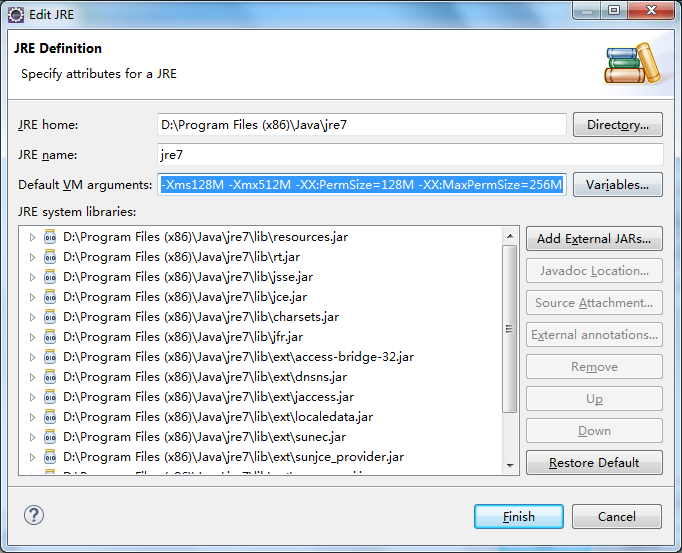 Edit JRE
JRE Definition
Specify attributes for a JRE
JRE home:
D:\Program Files (x86)\Java\jre7
Directory...
JRE name:
jre7
Default VM arguments:
-Xms128M -Xmx512M -XX:PermSize=128M -XX:MaxPermSize=256M
Variables...
JRE system libraries:
D:\Program Files (x86)\Java\jre7\lib\resources.jar
D:\Program Files (x86)\Java\jre7\lib\rt.jar
D:\Program Files (x86)\Java\jre7\lib\jsse.jar
D:\Program Files (x86)\Java\jre7\lib\jce.jar
D:\Program Files (x86)\Java\jre7\lib\charsets.jar
D:\Program Files (x86)\Java\jre7\lib\jfr.jar
D:\Program Files (x86)\Java\jre7\lib\ext\access-bridge-32.jar
D:\Program Files (x86)\Java\jre7\lib\ext\dnsns.jar
D:\Program Files (x86)\Java\jre7\lib\ext\jaccess.jar
D:\Program Files (x86)\Java\jre7\lib\ext\localedata.jar
D:\Program Files (x86)\Java\jre7\lib\ext\sunec.jar
D:\Program Files (x86)\Java\jre7\lib\ext\sunjce_provider.jar
Add External JARs...
Javadoc Location...
Source Attachment...
External annotations...
Remove
Up
Down
Restore Default
Finish
Cancel